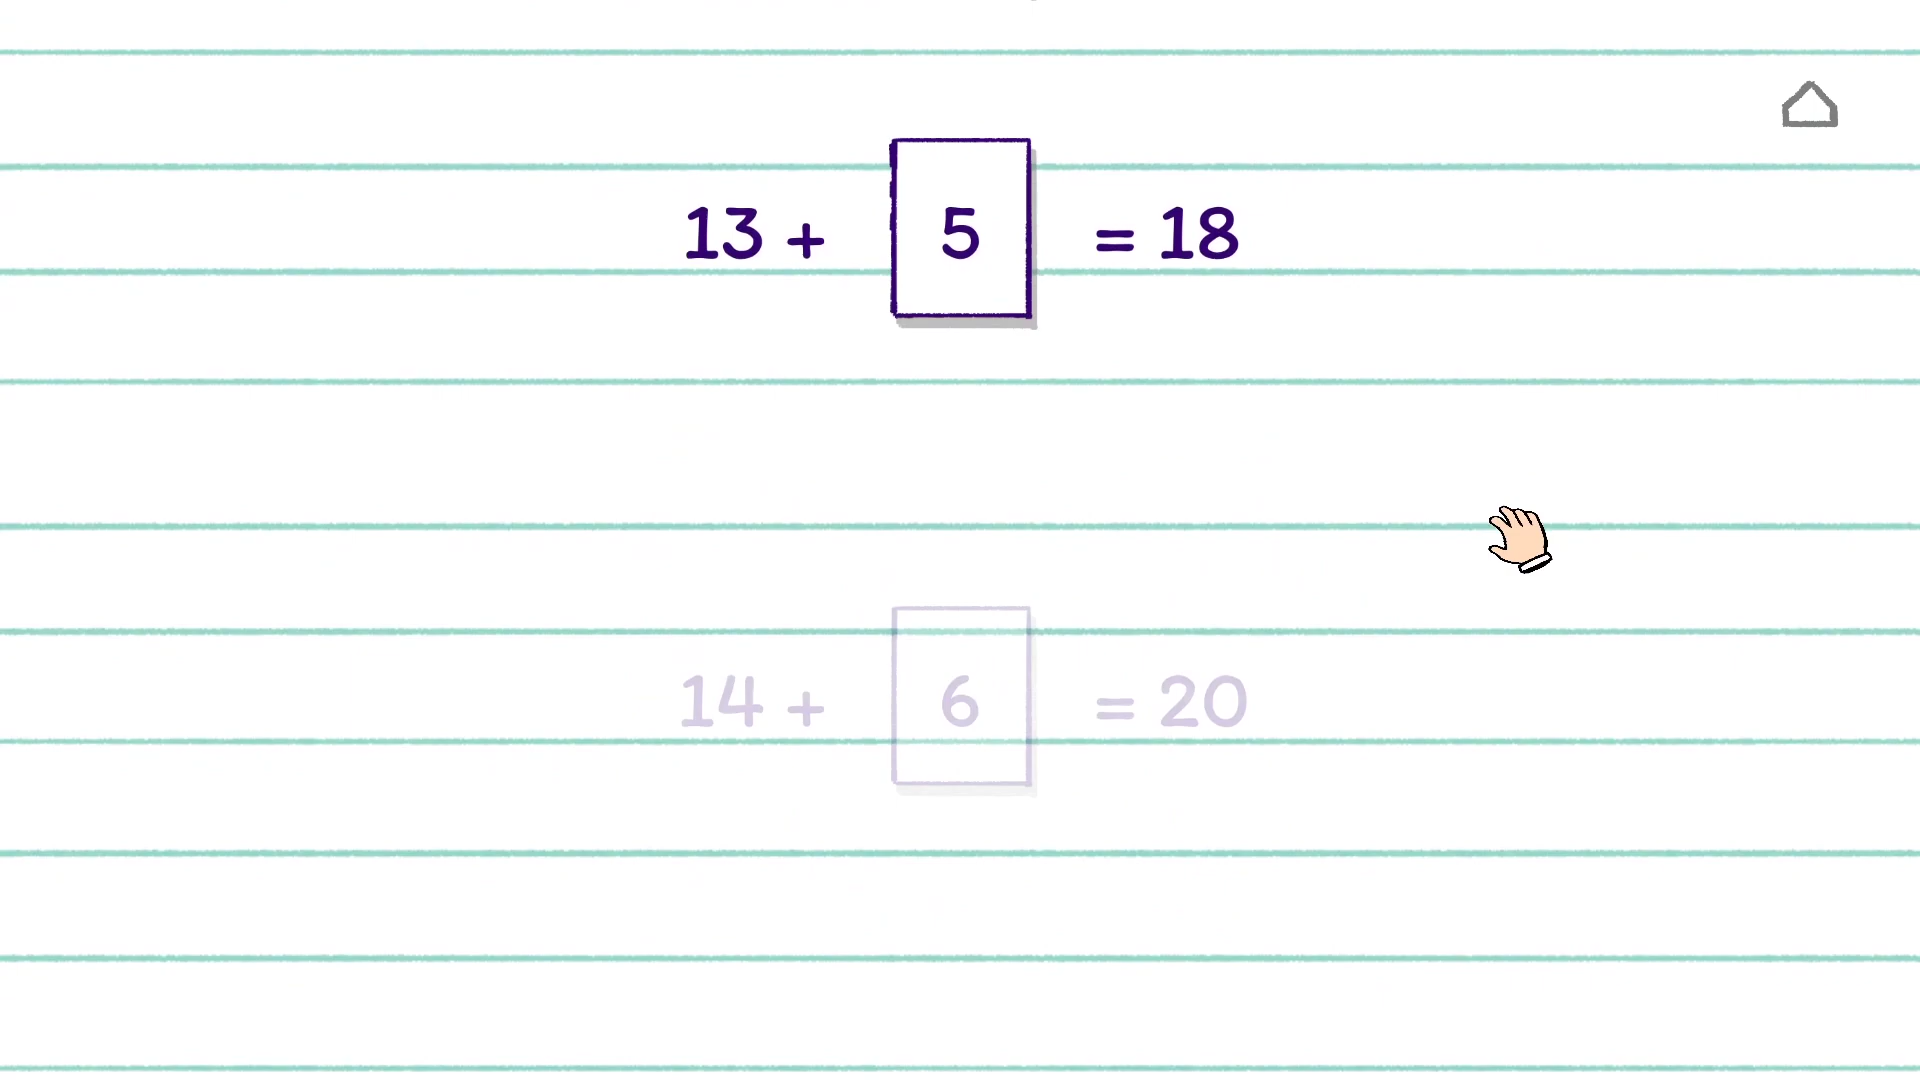 13 + 5 = 18
14 + 6 = 20